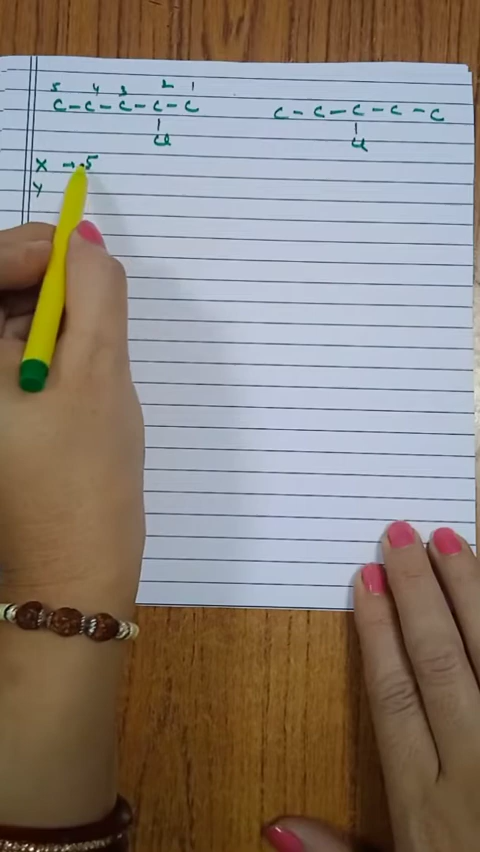 5 4 3 2 1
C - C - C - C - C    C - C - C - C - C
|    |
Cl    Cl
X → 5
Y